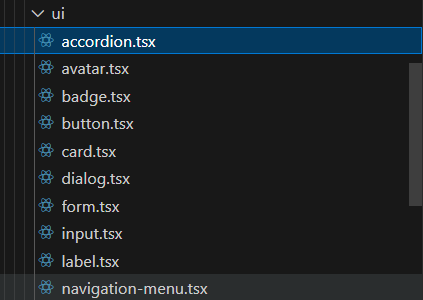 ui
accordion.tsx
avatar.tsx
badge.tsx
button.tsx
card.tsx
dialog.tsx
form.tsx
input.tsx
label.tsx
navigation-menu.tsx